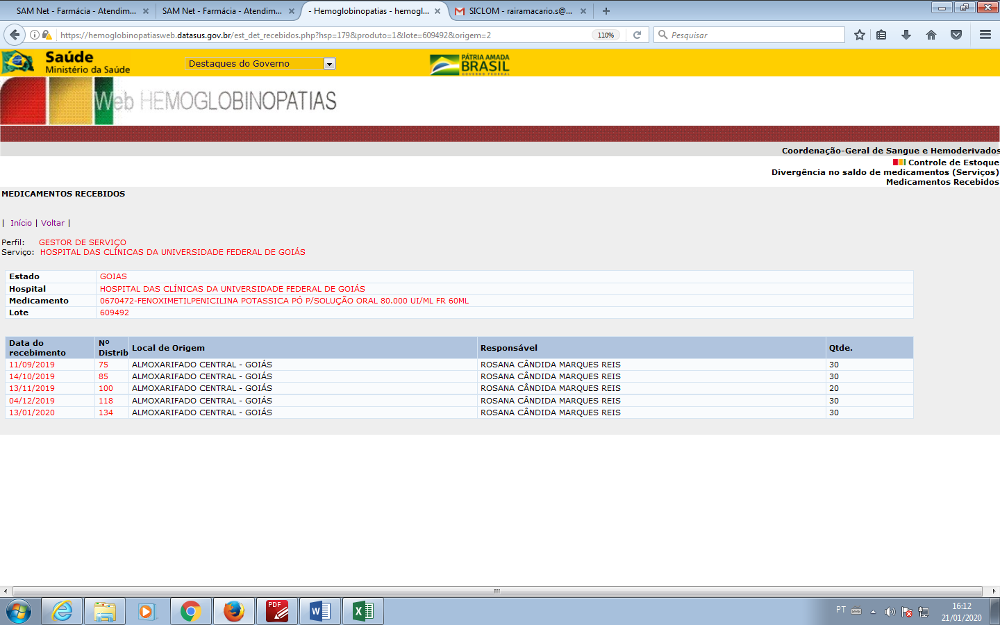 SAM Net - Farmácia - Atendim... SAM Net - Farmácia - Atendim... - Hemoglobinopatias - hemogl... SICLOM - rairamacario.s@...
https://hemoglobinopatiasweb.datasus.gov.br/est_det_recebidos.php?hsp=179&produto=1&lote=609492&origem=2 110% Pesquisar
Saúde
Ministério da Saúde
Destaques do Governo
PÁTRIA AMADA
BRASIL
GOVERNO FEDERAL
Web HEMOGLOBINOPATIAS
Coordenação-Geral de Sangue e Hemoderivados
Controle de Estoque
Divergência no saldo de medicamentos (Serviços)
Medicamentos Recebidos
MEDICAMENTOS RECEBIDOS
| Início | Voltar |
Perfil: GESTOR DE SERVIÇO
Serviço: HOSPITAL DAS CLÍNICAS DA UNIVERSIDADE FEDERAL DE GOIÁS
Estado GOIAS
Hospital HOSPITAL DAS CLÍNICAS DA UNIVERSIDADE FEDERAL DE GOIÁS
Medicamento 0670472-FENOXIMETILPENICILINA POTASSICA PÓ P/SOLUÇÃO ORAL 80.000 UI/ML FR 60ML
Lote 609492
Data do recebimento Nº Distrib Local de Origem Responsável Qtde.
11/09/2019 75 ALMOXARIFADO CENTRAL - GOIÁS ROSANA CÂNDIDA MARQUES REIS 30
14/10/2019 85 ALMOXARIFADO CENTRAL - GOIÁS ROSANA CÂNDIDA MARQUES REIS 30
13/11/2019 100 ALMOXARIFADO CENTRAL - GOIÁS ROSANA CÂNDIDA MARQUES REIS 20
04/12/2019 118 ALMOXARIFADO CENTRAL - GOIÁS ROSANA CÂNDIDA MARQUES REIS 30
13/01/2020 134 ALMOXARIFADO CENTRAL - GOIÁS ROSANA CÂNDIDA MARQUES REIS 30
PDF
PT 16:12
21/01/2020